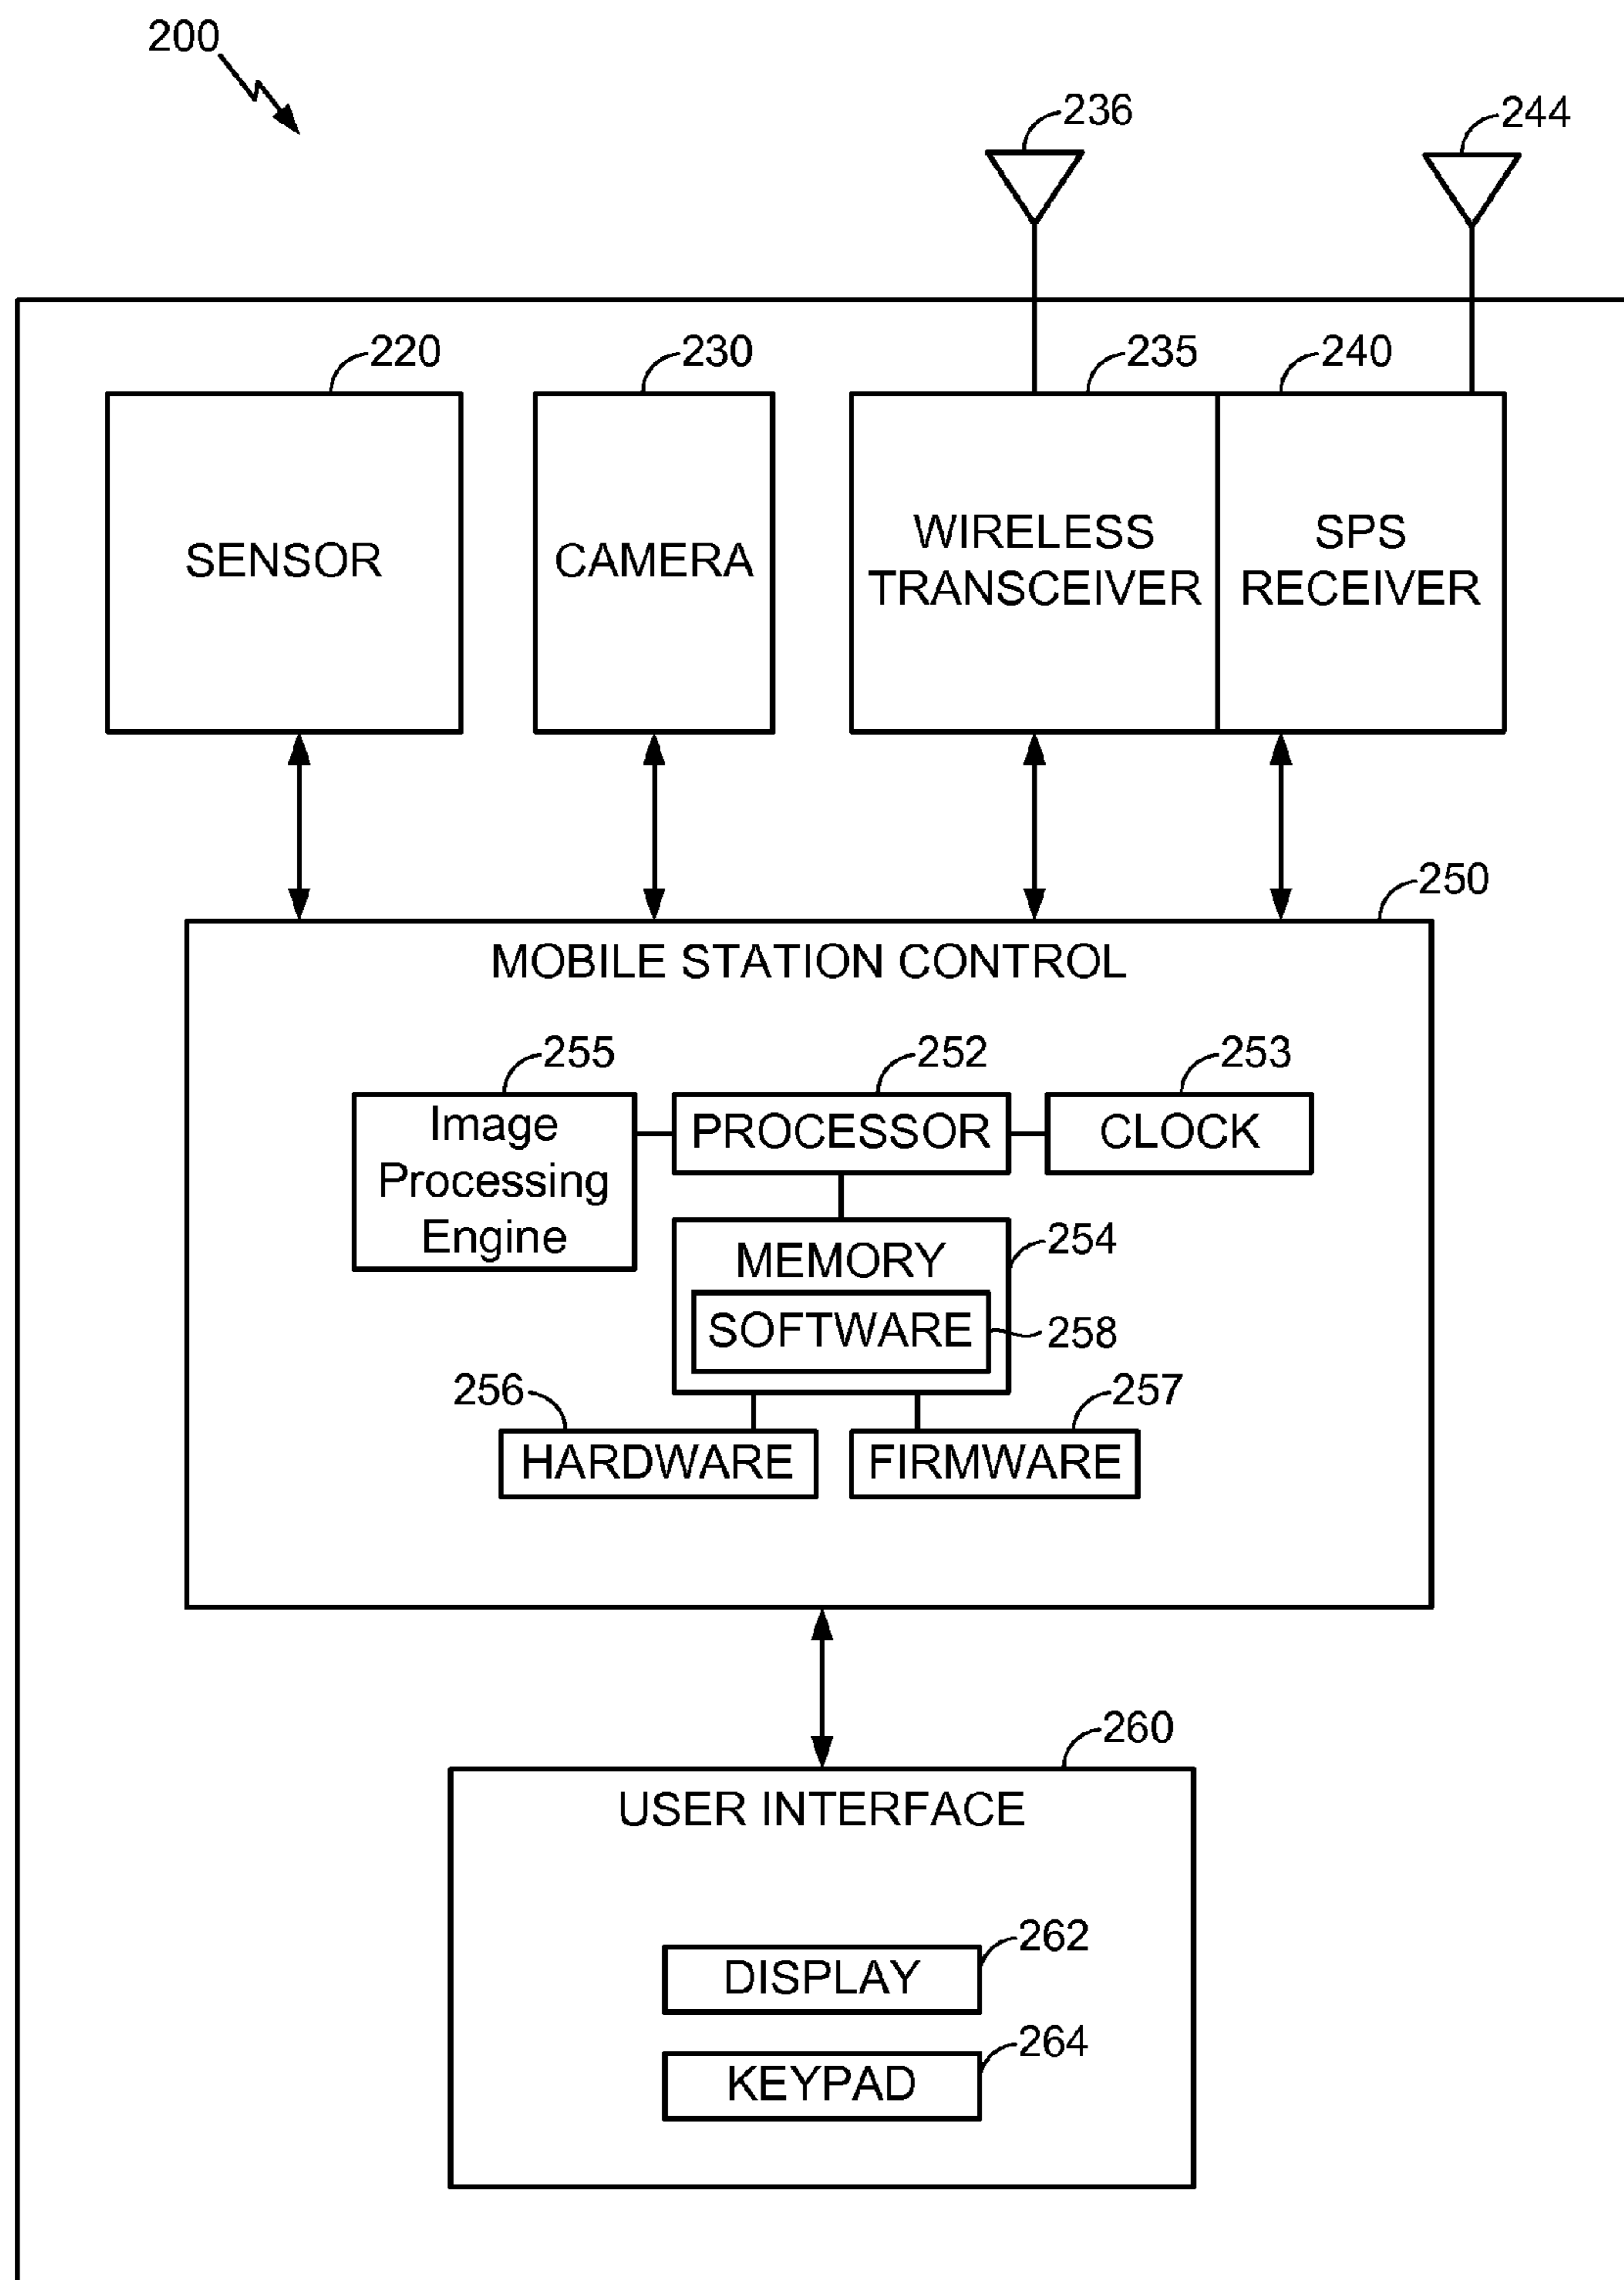 200
236
244
220
230
235
240
SENSOR
CAMERA
WIRELESS
TRANSCEIVER
SPS
RECEIVER
250
MOBILE STATION CONTROL
255
252
253
Image
Processing
Engine
PROCESSOR
CLOCK
254
MEMORY
SOFTWARE
258
256
257
HARDWARE
FIRMWARE
260
USER INTERFACE
262
DISPLAY
264
KEYPAD